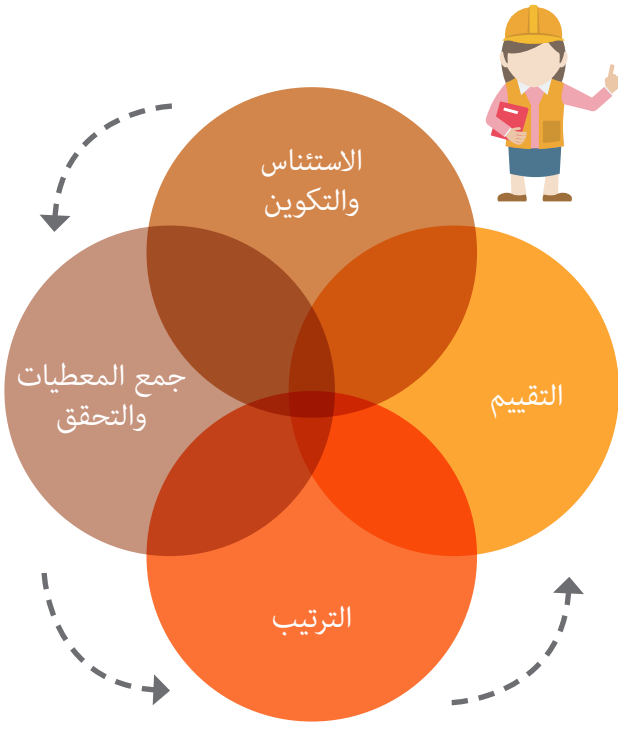 الاستئناس
والتكوين
جمع المعطيات
والتحقق
التقييم
الترتيب